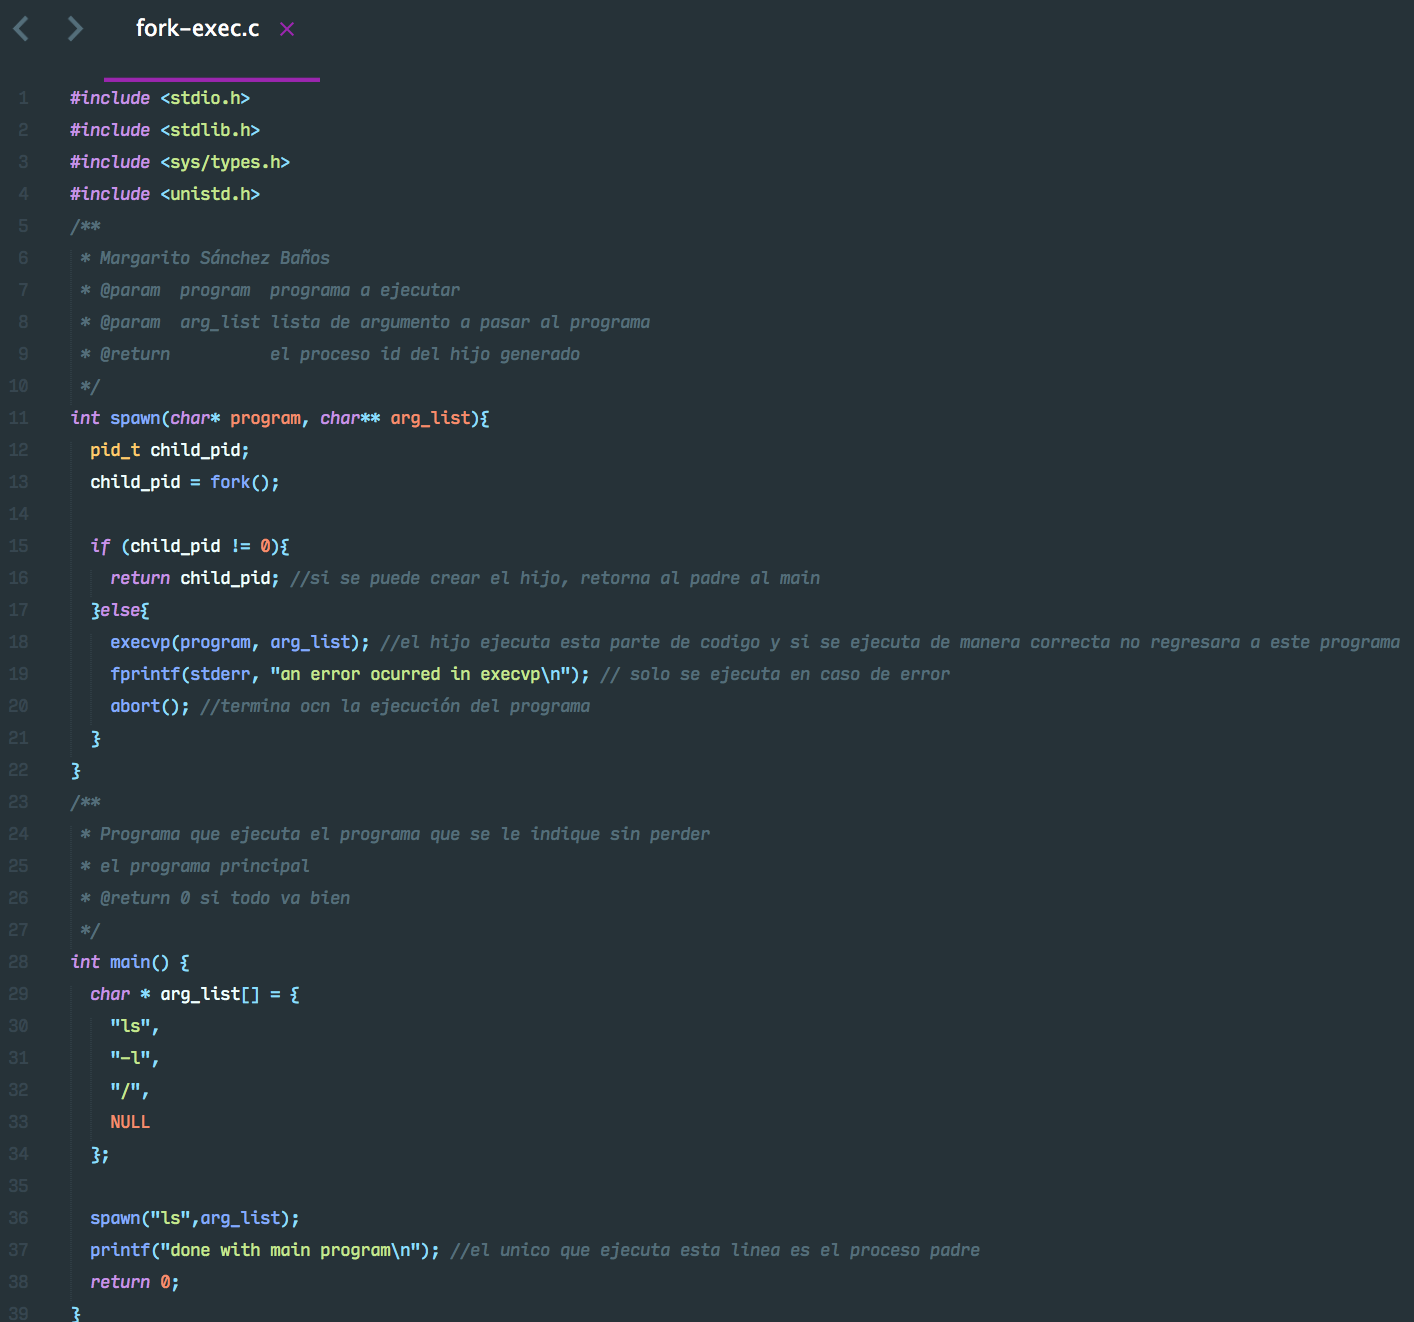 fork-exec.c ×
1 #include <stdio.h>
2 #include <stdlib.h>
3 #include <sys/types.h>
4 #include <unistd.h>
5 /**
6  * Margarito Sánchez Baños
7  * @param  program  programa a ejecutar
8  * @param  arg_list lista de argumento a pasar al programa
9  * @return          el proceso id del hijo generado
10  */
11 int spawn(char* program, char** arg_list){
12   pid_t child_pid;
13   child_pid = fork();
14
15   if (child_pid != 0){
16     return child_pid; //si se puede crear el hijo, retorna al padre al main
17   }else{
18     execvp(program, arg_list); //el hijo ejecuta esta parte de codigo y si se ejecuta de manera correcta no regresara a este programa
19     fprintf(stderr, "an error ocurred in execvp\n"); // solo se ejecuta en caso de error
20     abort(); //termina ocn la ejecución del programa
21   }
22 }
23 /**
24  * Programa que ejecuta el programa que se le indique sin perder
25  * el programa principal
26  * @return 0 si todo va bien
27  */
28 int main() {
29   char * arg_list[] = {
30     "ls",
31     "-l",
32     "/",
33     NULL
34   };
35
36   spawn("ls",arg_list);
37   printf("done with main program\n"); //el unico que ejecuta esta linea es el proceso padre
38   return 0;
39 }